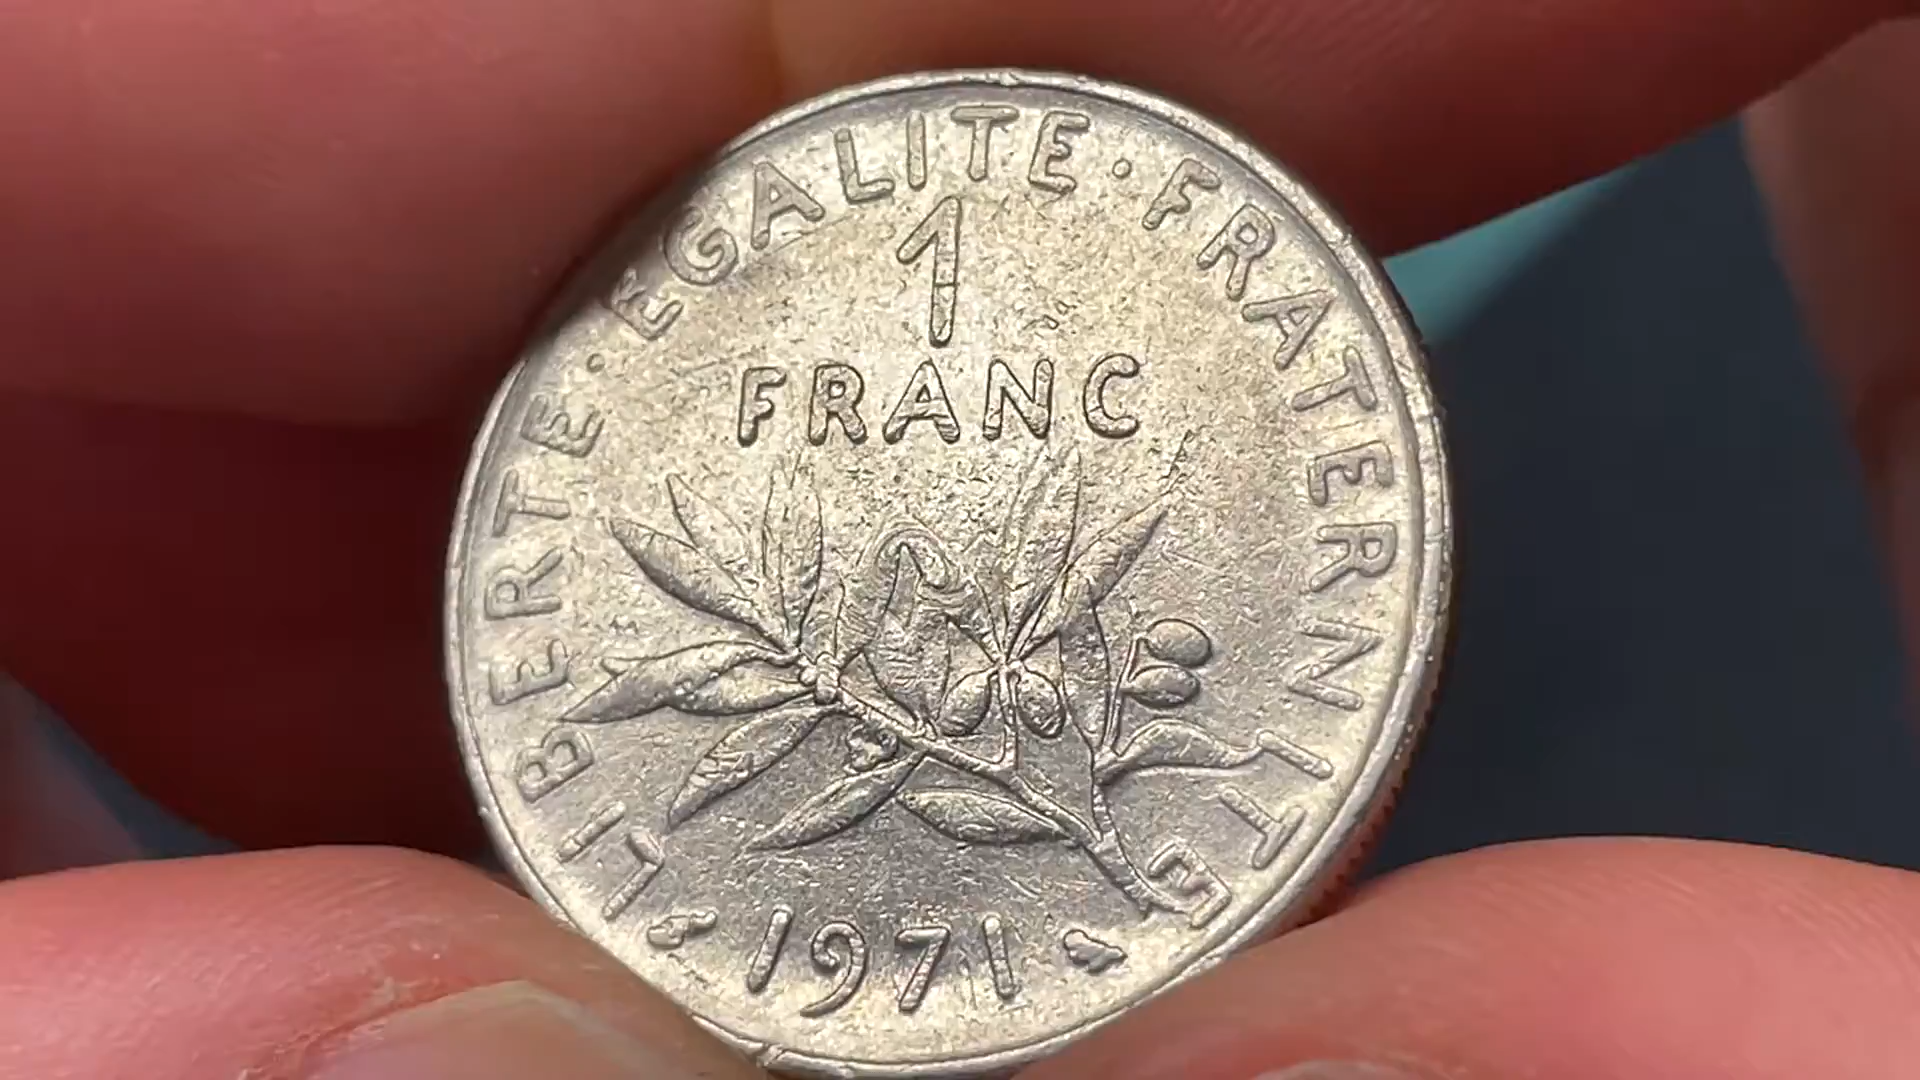 LIBERTE · EGALITE · FRATERNITE
1
FRANC
1971